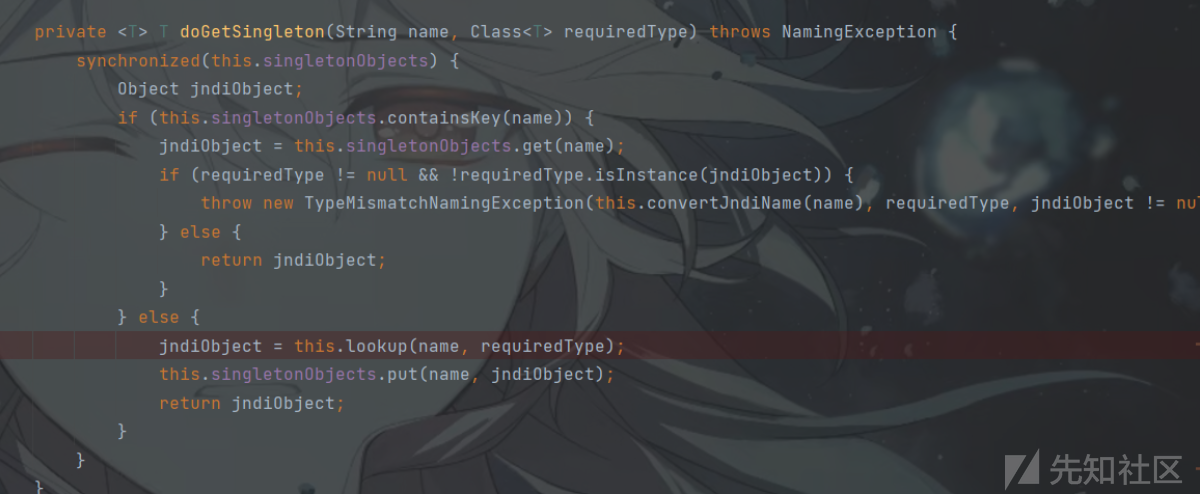 private <T> T doGetSingleton(String name, Class<T> requiredType) throws NamingException {
    synchronized(this.singletonObjects) {
        Object jndiObject;
        if (this.singletonObjects.containsKey(name)) {
            jndiObject = this.singletonObjects.get(name);
            if (requiredType != null && !requiredType.isInstance(jndiObject)) {
                throw new TypeMismatchNamingException(this.convertJndiName(name), requiredType, jndiObject != nul
            } else {
                return jndiObject;
            }
        } else {
            jndiObject = this.lookup(name, requiredType);
            this.singletonObjects.put(name, jndiObject);
            return jndiObject;
        }
    }
}
先知社区